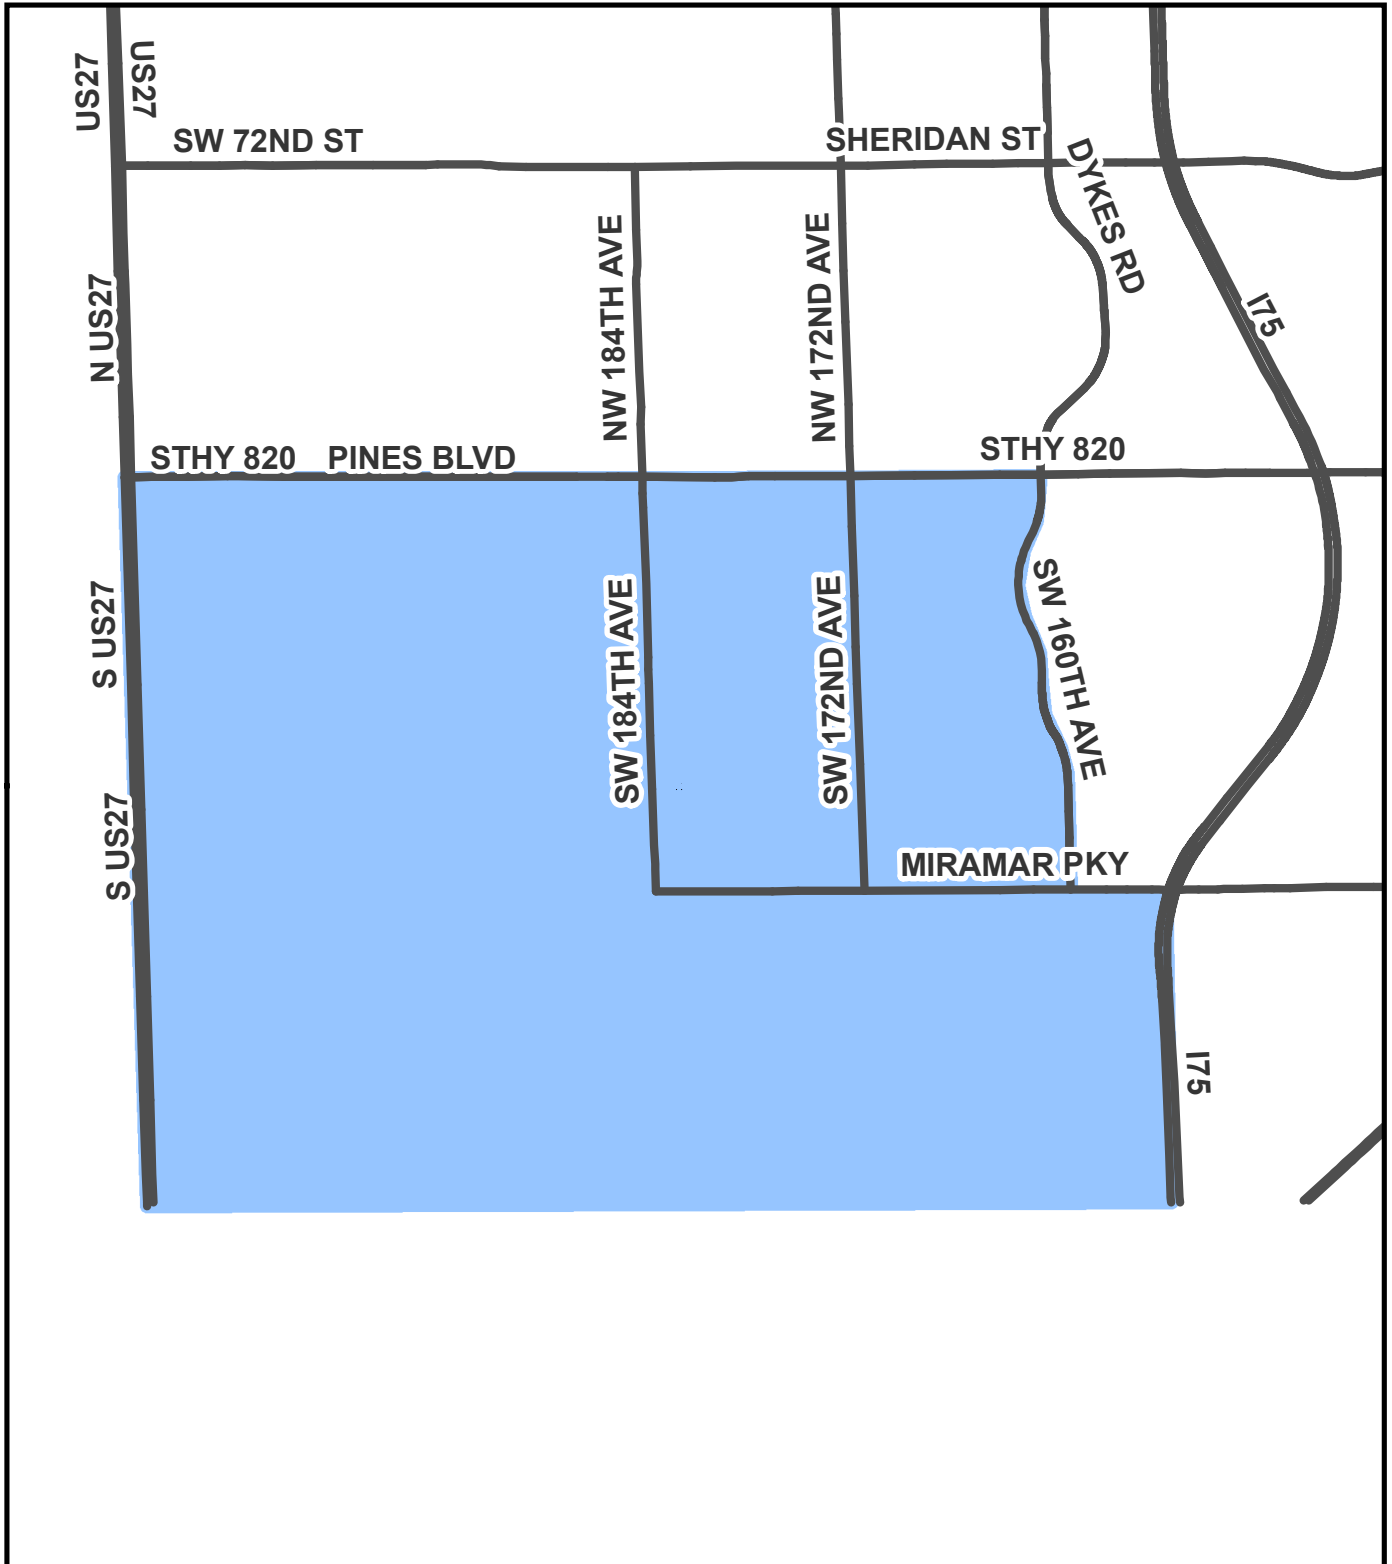 US27
US27
SW 72ND ST
SHERIDAN ST
DYKES RD
NW 184TH AVE
NW 172ND AVE
N US27
I75
STHY 820
PINES BLVD
STHY 820
S US27
SW 184TH AVE
SW 172ND AVE
SW 160TH AVE
S US27
MIRAMAR PKY
I75